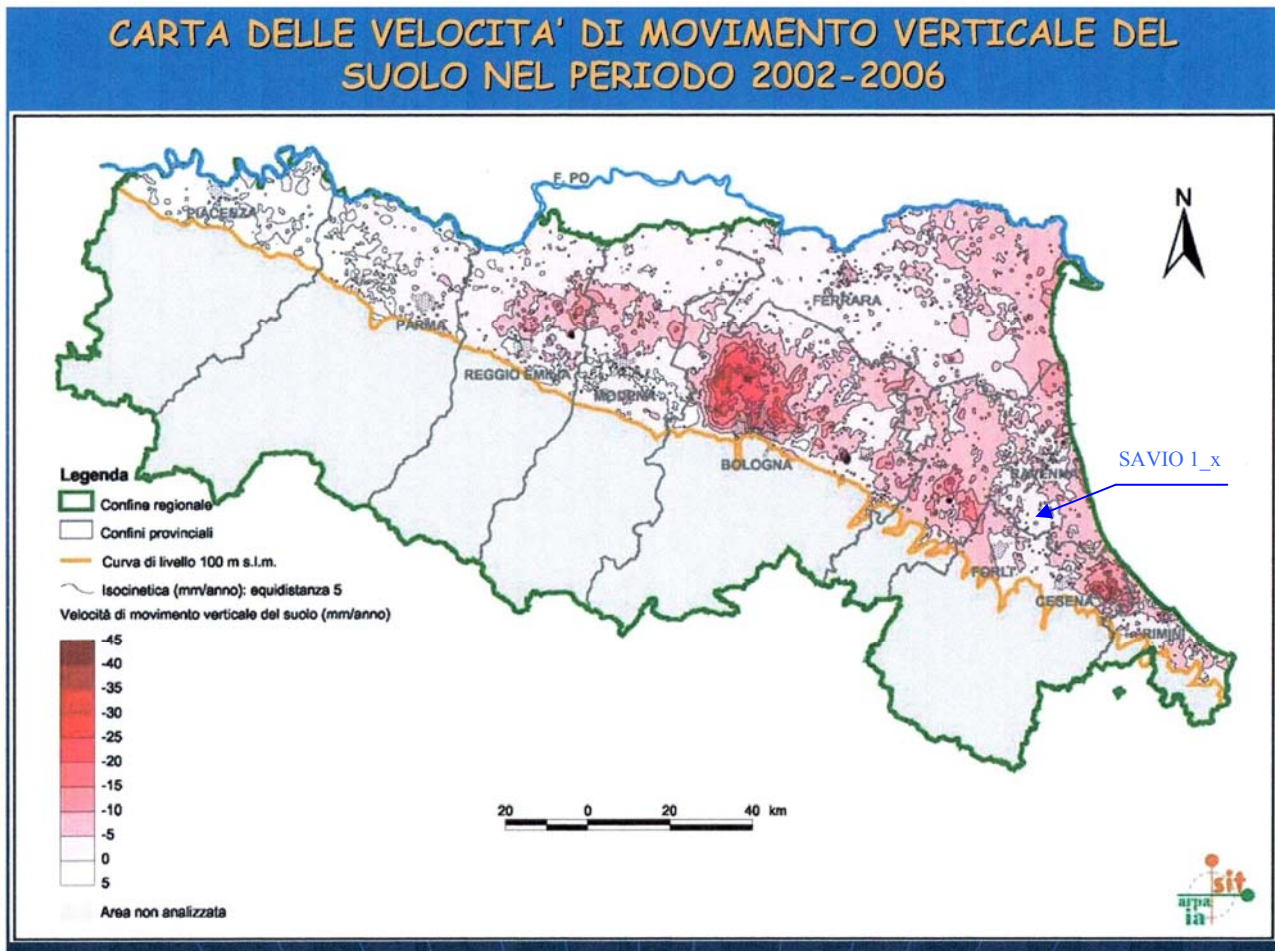 CARTA DELLE VELOCITA' DI MOVIMENTO VERTICALE DEL
SUOLO NEL PERIODO 2002-2006
F. PO
N
PIACENZA
PARMA
REGGIO EMILIA
MODENA
FERRARA
BOLOGNA
RAVENNA
SAVIO 1_x
FORLI
CESENA
RIMINI
Legenda
Confine regionale
Confini provinciali
Curva di livello 100 m s.l.m.
Isocinetica (mm/anno): equidistanza 5
Velocità di movimento verticale del suolo (mm/anno)
-45
-40
-35
-30
-25
-20
-15
-10
-5
0
5
Area non analizzata
20 0 20 40 km
sit
arpa
ia